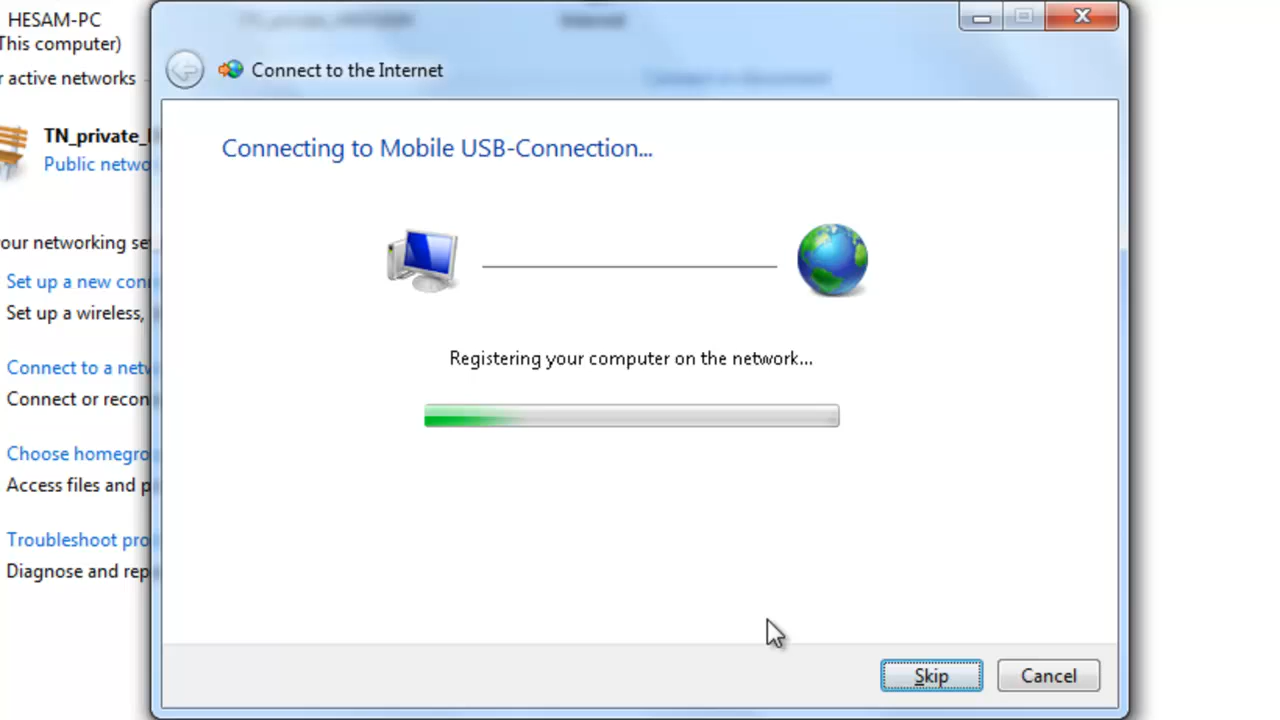 HESAM-PC
This computer)
r active networks
TN_private_
Public netwo
our networking se
Set up a new con
Set up a wireless,
Connect to a netw
Connect or recon
Choose homegro
Access files and p
Troubleshoot pro
Diagnose and rep
Connect to the Internet
Connecting to Mobile USB-Connection...
Registering your computer on the network...
Skip
Cancel